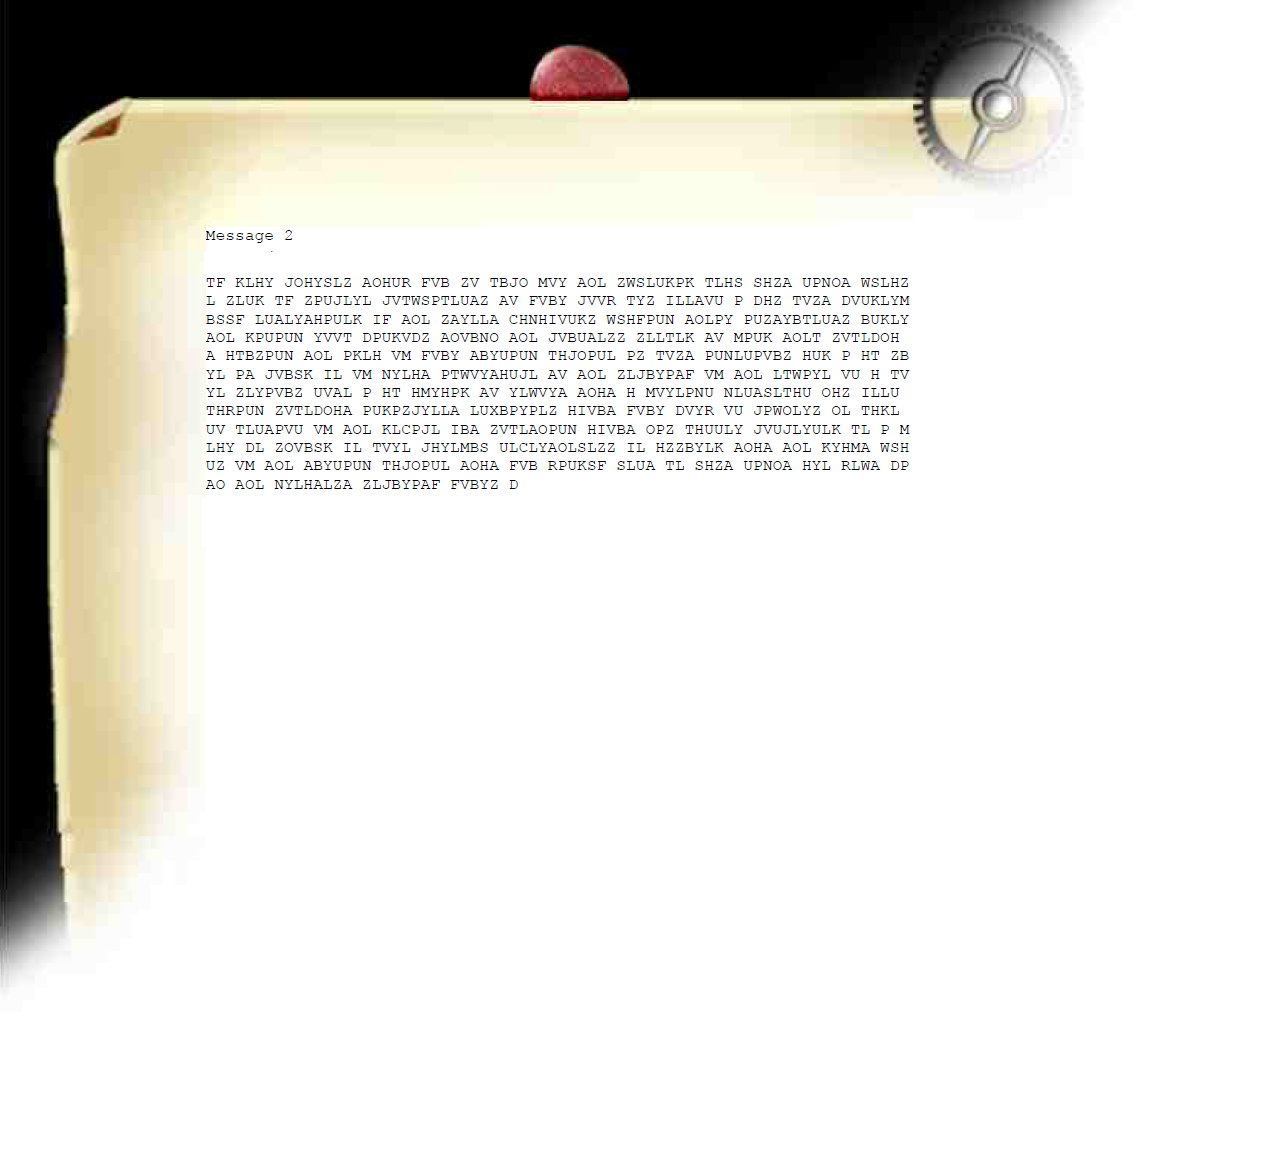 Message 2
TF KLHY JOHYSLZ AOHUR FVB ZV TBJO MVY AOL ZWSLUKPK TLHS SHZA UPNOA WSLHZ
L ZLUK TF ZPUJLYL JVTWSPTLUAZ AV FVBY JVVR TYZ ILLAVU P DHZ TVZA DVUKLYM
BSSF LUALYAHPULK IF AOL ZAYLLA CHNHIVUKZ WSHFPUN AOLPY PUZAYBTLUAZ BUKLY
AOL KPUPUN YVVT DPUKVDZ AOVBNO AOL JVBUALZZ ZLLTLK AV MPUK AOLT ZVTLDOH
A HTBZPUN AOL PKLH VM FVBY ABYUPUN THJOPUL PZ TVZA PUNLUPVBZ HUK P HT ZB
YL PA JVBSK IL VM NYLHA PTWVYAHUJL AV AOL ZLJBYPAF VM AOL LTWPYL VU H TV
YL ZLYPVBZ UVAL P HT HMYHPK AV YLWVYA AOHA H MVYLPNU NLUASLTHU OHZ ILLU
THRPUN ZVTLDOHA PUKPZJYLLA LUXBPYPLZ HIVBA FVBY DVYR VU JPWOLYZ OL THKL
UV TLUAPVU VM AOL KLCPJL IBA ZVTLAOPUN HIVBA OPZ THUULY JVUJLYULK TL P M
LHY DL ZOVBSK IL TVYL JHYLMBS ULCLYAOLSLZZ IL HZZBYLK AOHA AOL KYHMA WSH
UZ VM AOL ABYUPUN THJOPUL AOHA FVB RPUKSF SLUA TL SHZA UPNOA HYL RLWA DP
AO AOL NYLHALZA ZLJBYPAF FVBYZ D